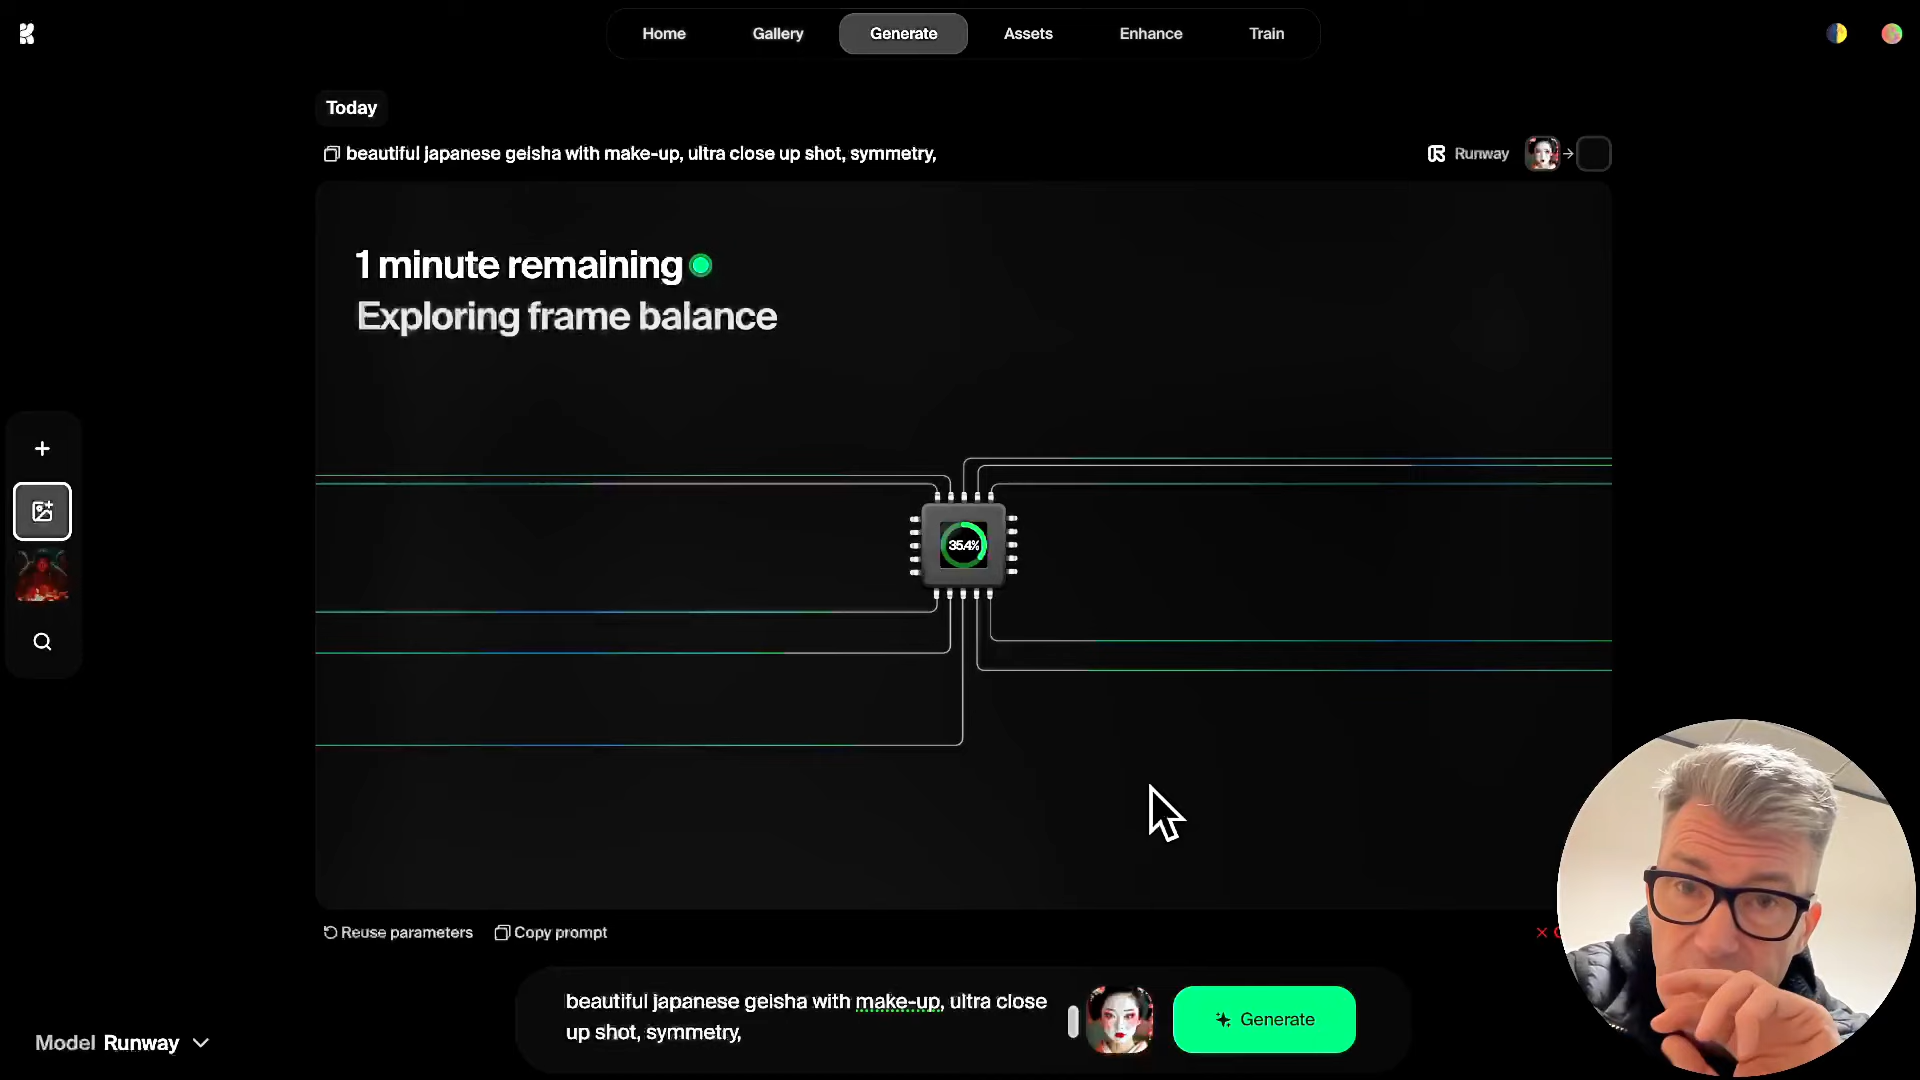 Home
Gallery
Generate
Assets
Enhance
Train
Today
beautiful japanese geisha with make-up, ultra close up shot, symmetry,
Runway
1 minute remaining
Exploring frame balance
35.4%
Reuse parameters
Copy prompt
beautiful japanese geisha with make-up, ultra close
up shot, symmetry,
Generate
Model Runway